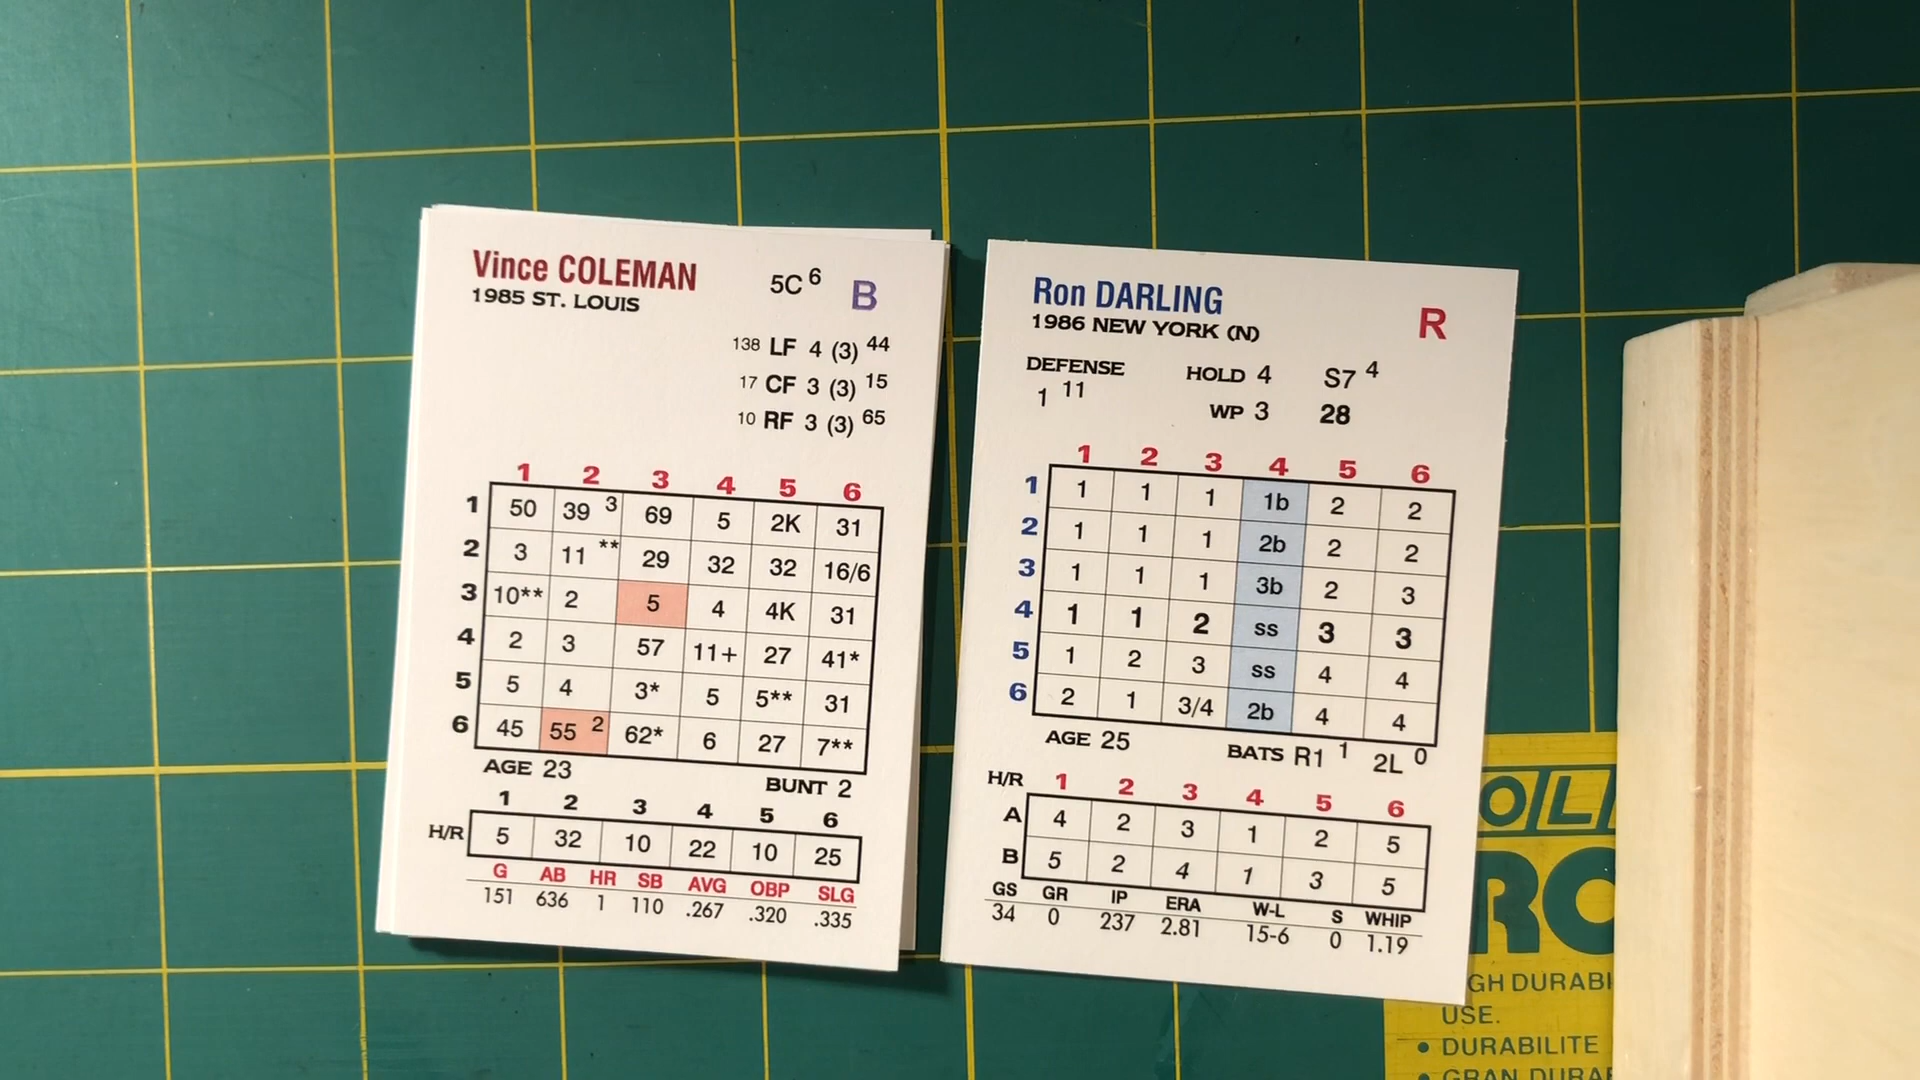 Vince COLEMAN 5C 6 B
1985 ST. LOUIS
138 LF 4 (3) 44
17 CF 3 (3) 15
10 RF 3 (3) 65
1 2 3 4 5 6
1 50 39 3 69 5 2K 31
2 3 11 ** 29 32 32 16/6
3 10** 2 5 4 4K 31
4 2 3 57 11+ 27 41*
5 5 4 3* 5 5** 31
6 45 55 2 62* 6 27 7**
AGE 23 BUNT 2
1 2 3 4 5 6
H/R 5 32 10 22 10 25
G AB HR SB AVG OBP SLG
151 636 1 110 .267 .320 .335
Ron DARLING R
1986 NEW YORK (N)
DEFENSE HOLD 4 S7 4
1 11 WP 3 28
1 2 3 4 5 6
1 1 1 1 1b 2 2
2 1 1 1 2b 2 2
3 1 1 1 3b 2 3
4 1 1 2 ss 3 3
5 1 2 3 ss 4 4
6 2 1 3/4 2b 4 4
AGE 25 BATS R1 1 2L 0
H/R 1 2 3 4 5 6
A 4 2 3 1 2 5
B 5 2 4 1 3 5
GS GR IP ERA W-L S WHIP
34 0 237 2.81 15-6 0 1.19
OL
RO
GH DURABI
USE.
• DURABILITE
• GRAN DURAB